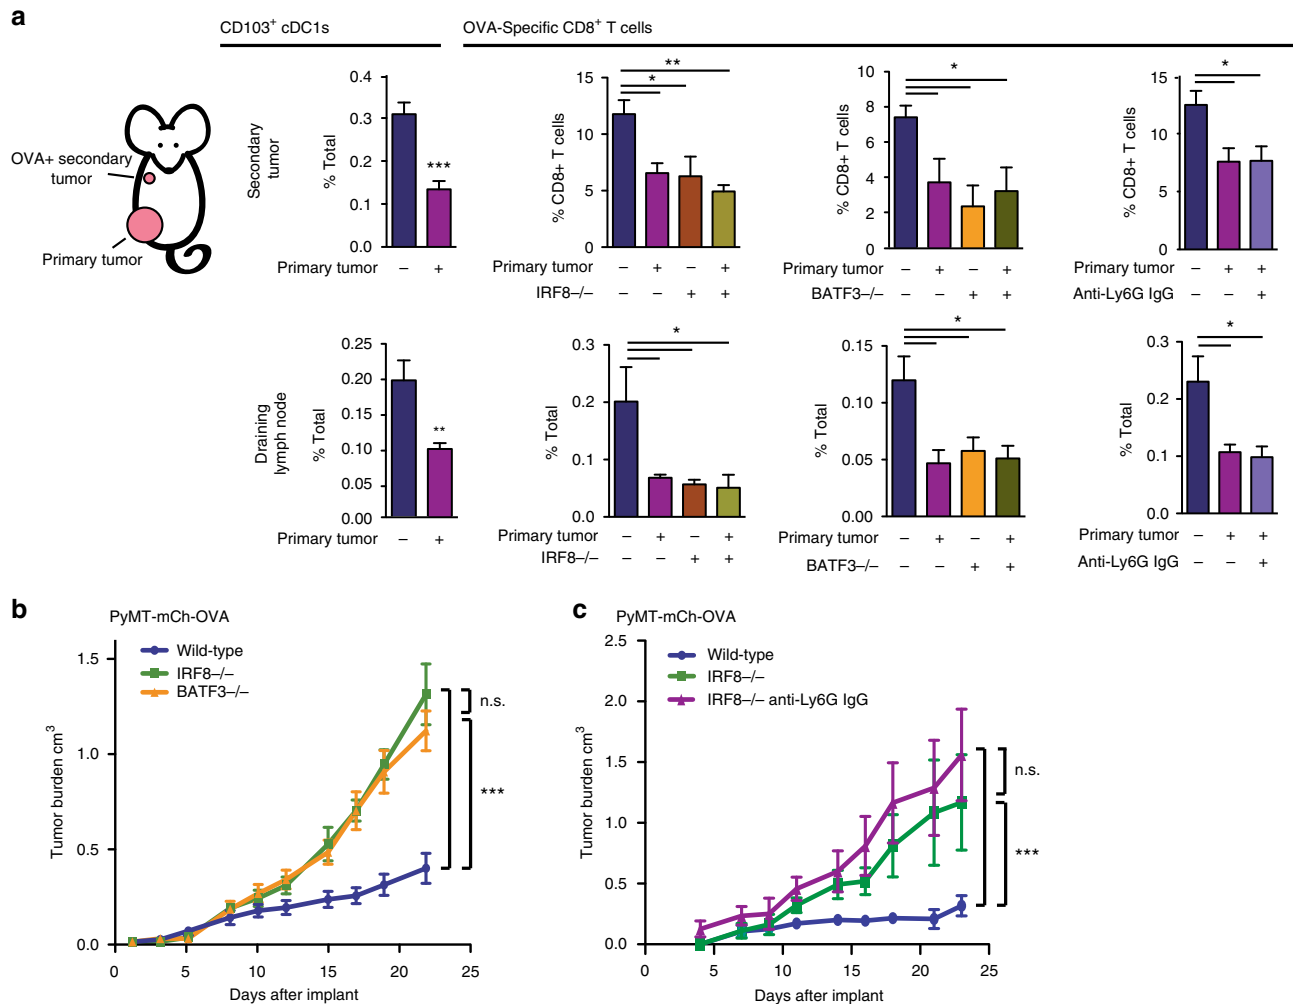 a
CD103+ cDC1s
OVA-Specific CD8+ T cells
OVA+ secondary
tumor
Primary tumor
Secondary
tumor
% Total
0.4
0.3
0.2
0.1
0.0
***
Primary tumor – +
% CD8+ T cells
15
10
5
0
**
*
Primary tumor – + – +
IRF8–/– – – + +
% CD8+ T cells
10
8
6
4
2
0
*
Primary tumor – + – +
BATF3–/– – – + +
% CD8+ T cells
15
10
5
0
*
Primary tumor – + +
Anti-Ly6G IgG – – +
Draining
lymph node
% Total
0.25
0.20
0.15
0.10
0.05
0.00
**
Primary tumor – +
% Total
0.3
0.2
0.1
0.0
*
Primary tumor – + – +
IRF8–/– – – + +
% Total
0.15
0.10
0.05
0.00
*
Primary tumor – + – +
BATF3–/– – – + +
% Total
0.3
0.2
0.1
0.0
*
Primary tumor – + +
Anti-Ly6G IgG – – +
b
PyMT-mCh-OVA
Wild-type
IRF8–/–
BATF3–/–
Tumor burden cm3
1.5
1.0
0.5
0.0
0 5 10 15 20 25
Days after implant
n.s.
***
c
PyMT-mCh-OVA
Wild-type
IRF8–/–
IRF8–/– anti-Ly6G IgG
Tumor burden cm3
2.5
2.0
1.5
1.0
0.5
0.0
0 5 10 15 20 25
Days after implant
n.s.
***